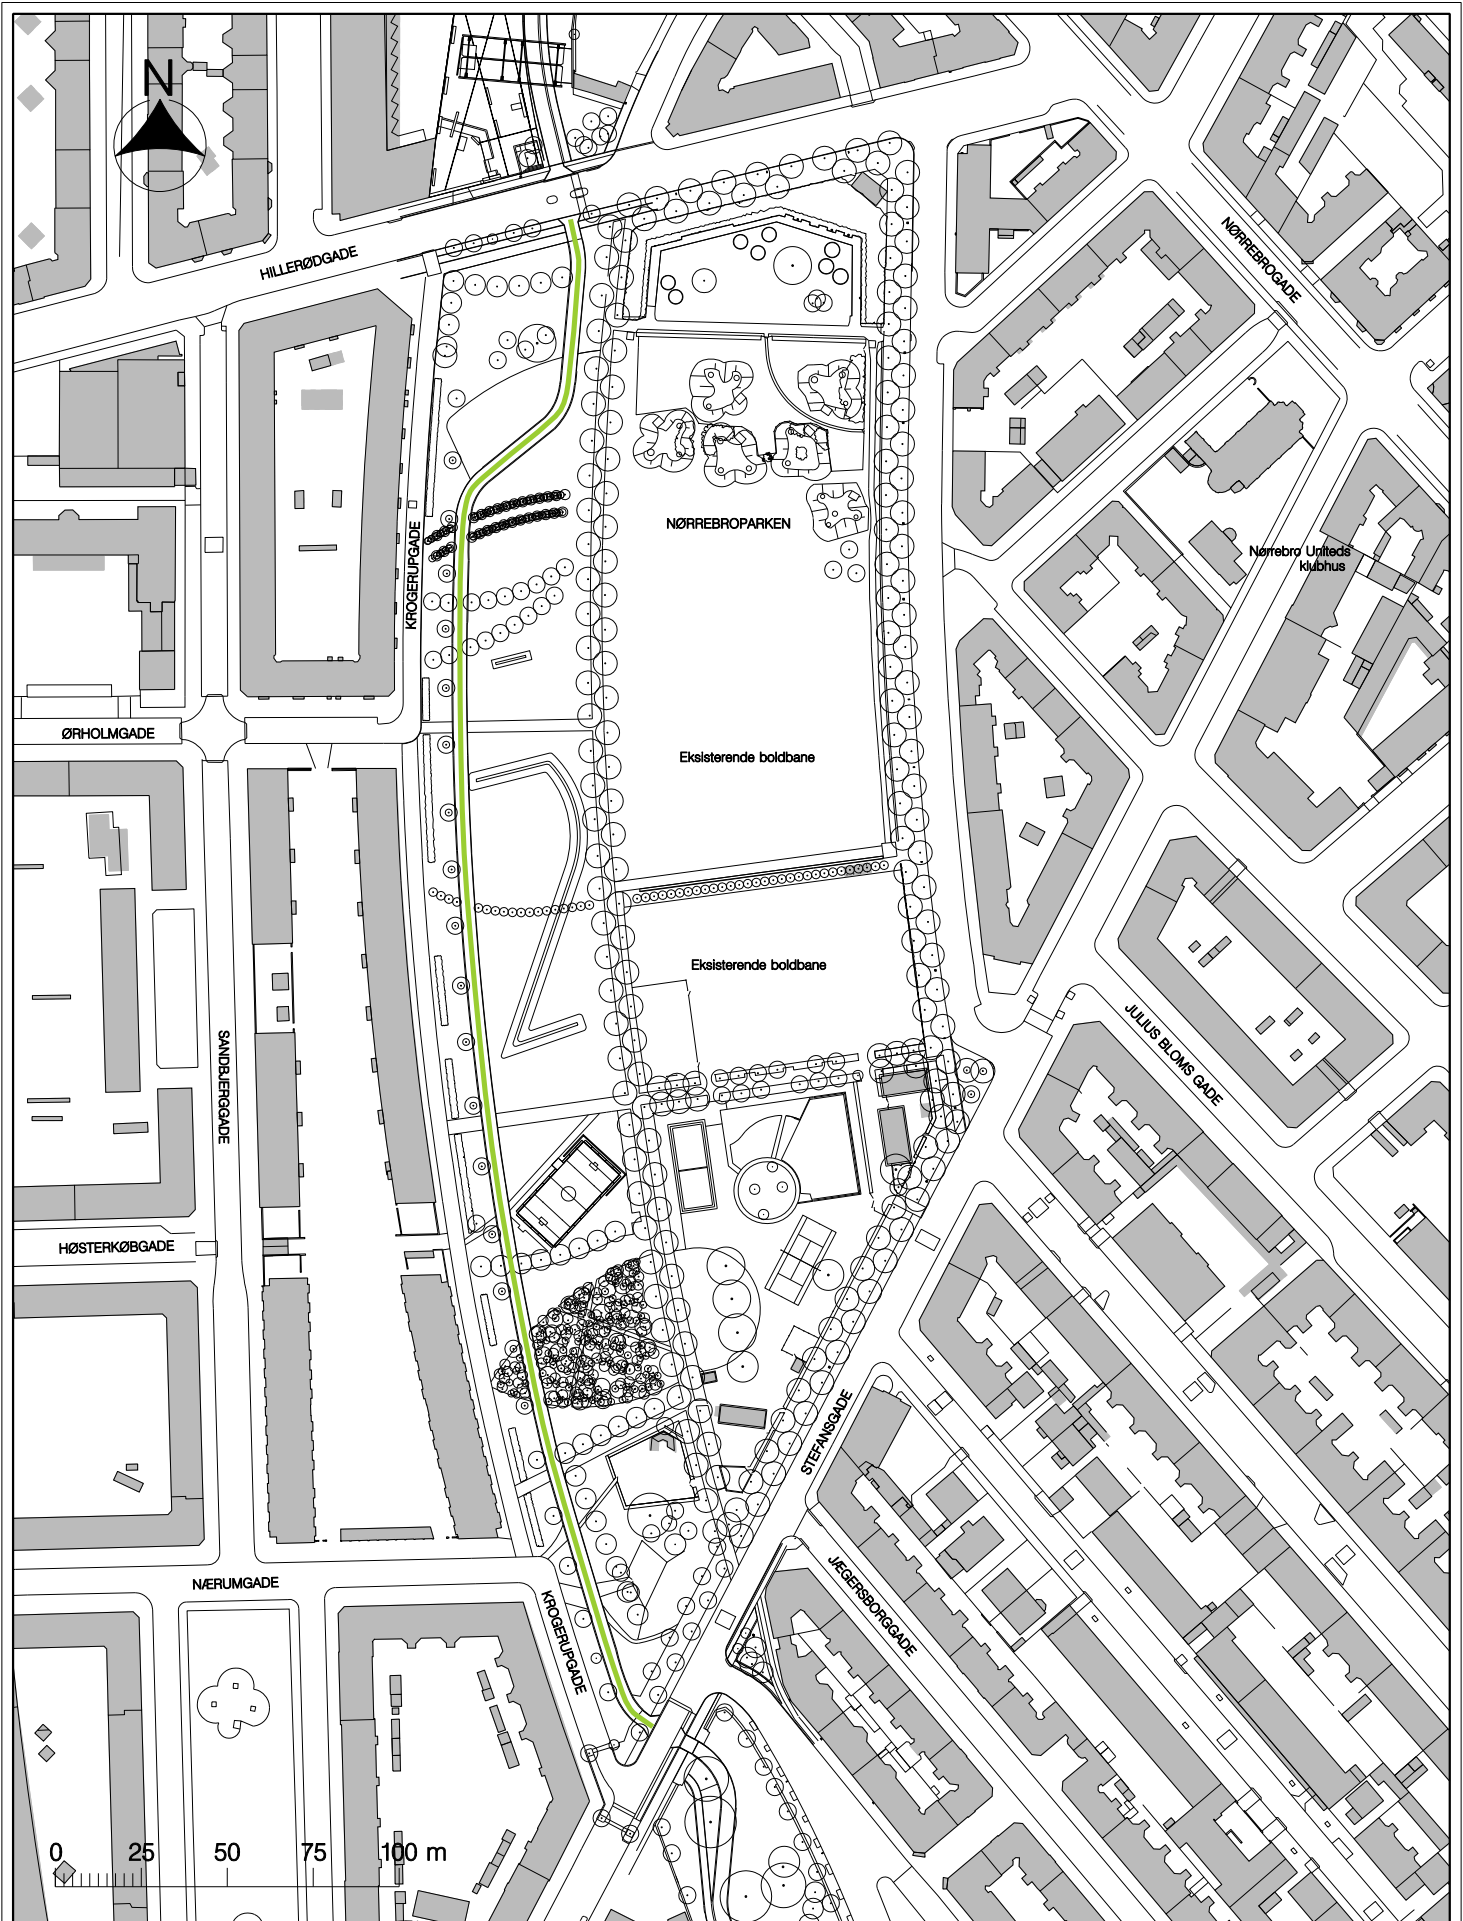 N
HILLERØDGADE
NØRREBROGADE
KROGERUPGADE
NØRREBROPARKEN
Nørrebro Uniteds
klubhus
ØRHOLMGADE
Eksisterende boldbane
Eksisterende boldbane
SANDBJERGGADE
JULIUS BLOMS GADE
HØSTERKØBGADE
STEFANSGADE
NÆRUMGADE
KROGERUPGADE
JÆGERSBORGGADE
0 25 50 75 100 m